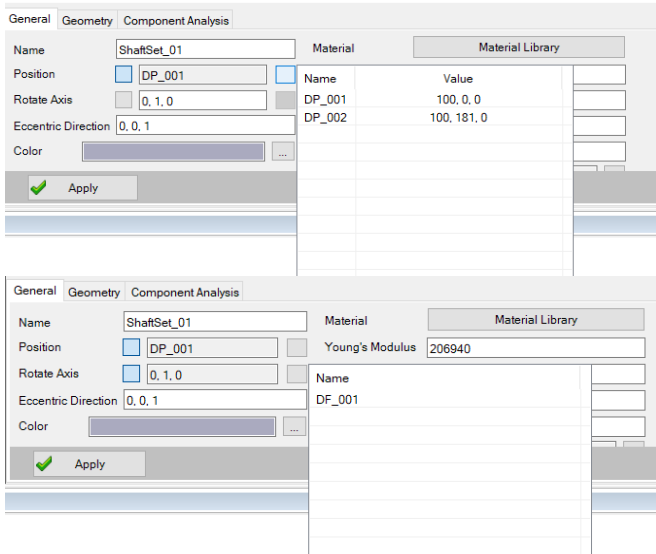 General Geometry Component Analysis
Name ShaftSet_01 Material Material Library
Position DP_001
Name Value
Rotate Axis 0, 1, 0
DP_001 100, 0, 0
Eccentric Direction 0, 0, 1
DP_002 100, 181, 0
Color ...
Apply
General Geometry Component Analysis
Name ShaftSet_01 Material Material Library
Position DP_001 Young's Modulus 206940
Rotate Axis 0, 1, 0
Name
Eccentric Direction 0, 0, 1
DF_001
Color ...
Apply